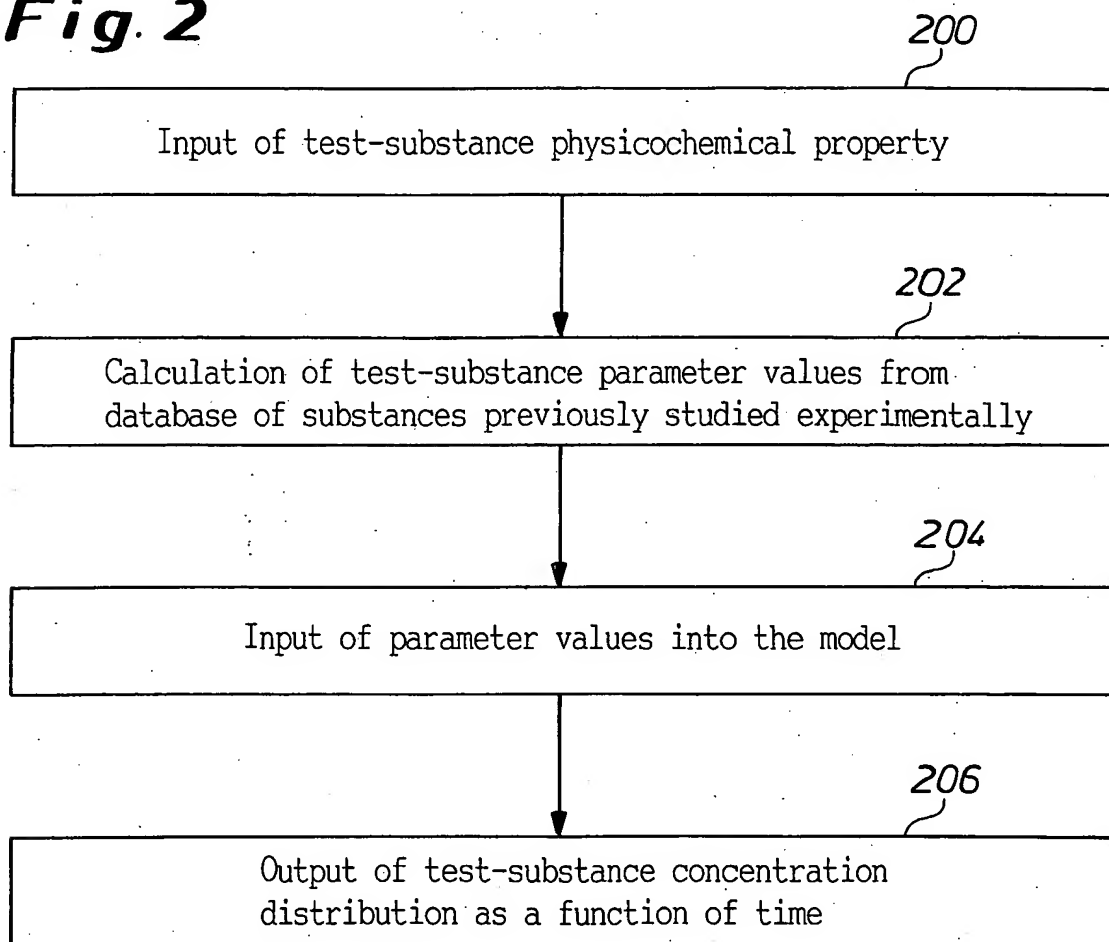 Fig. 2
200
Input of test-substance physicochemical property
202
Calculation of test-substance parameter values from
database of substances previously studied experimentally
204
Input of parameter values into the model
206
Output of test-substance concentration
distribution as a function of time